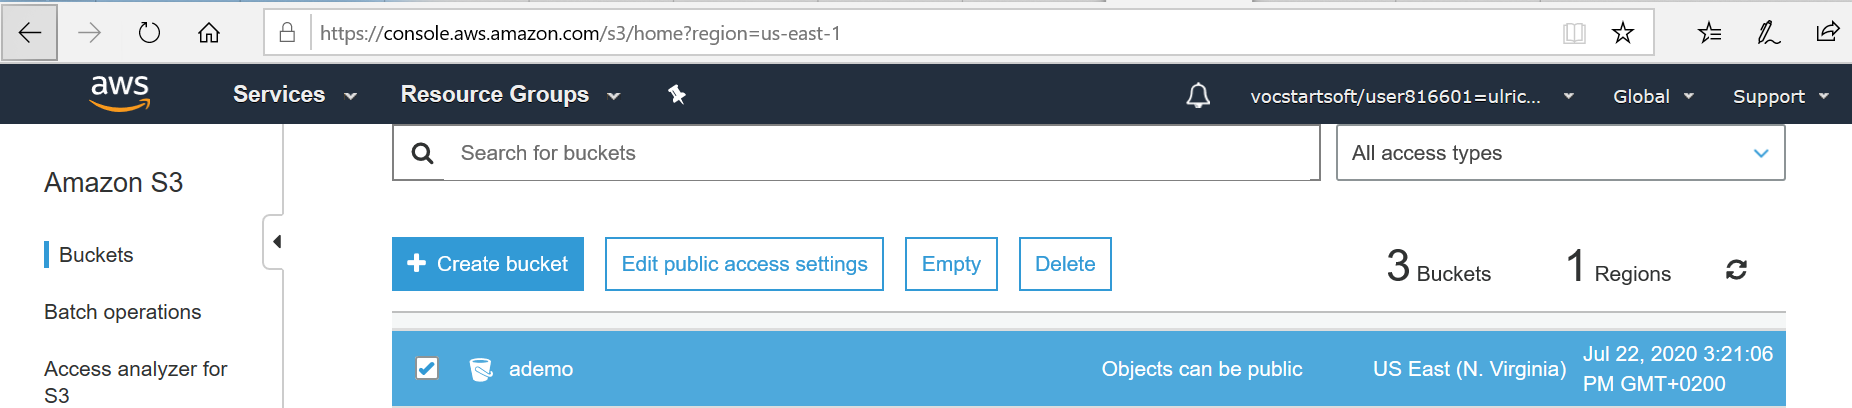 https://console.aws.amazon.com/s3/home?region=us-east-1
aws Services Resource Groups vocstartsoft/user816601=ulric... Global Support
Search for buckets All access types
Amazon S3
Buckets
Batch operations
Access analyzer for
S3
+ Create bucket Edit public access settings Empty Delete 3 Buckets 1 Regions
ademo Objects can be public US East (N. Virginia) Jul 22, 2020 3:21:06
PM GMT+0200